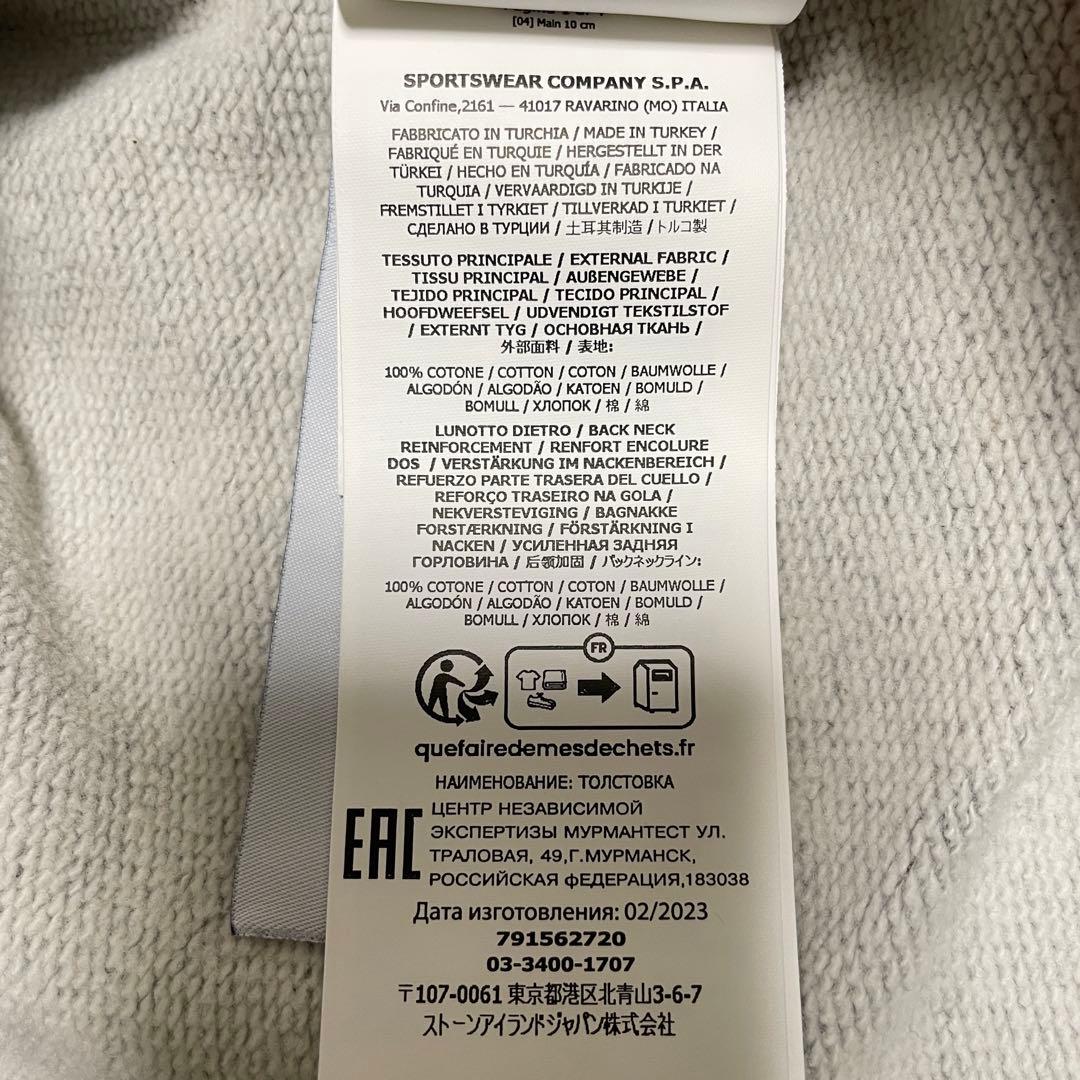 [04] Main 10 cm
SPORTSWEAR COMPANY S.P.A.
Via Confine,2161 — 41017 RAVARINO (MO) ITALIA
FABBRICATO IN TURCHIA / MADE IN TURKEY /
FABRIQUÉ EN TURQUIE / HERGESTELLT IN DER
TÜRKEI / HECHO EN TURQUÍA / FABRICADO NA
TURQUIA / VERVAARDIGD IN TURKIJE /
FREMSTILLET I TYRKIET / TILLVERKAD I TURKIET /
СДЕЛАНО В ТУРЦИИ / 土耳其制造 / トルコ製
TESSUTO PRINCIPALE / EXTERNAL FABRIC /
TISSU PRINCIPAL / AUßENGEWEBE /
TEJIDO PRINCIPAL / TECIDO PRINCIPAL /
HOOFDWEEFSEL / UDVENDIGT TEKSTILSTOF
/ EXTERNT TYG / ОСНОВНАЯ ТКАНЬ /
外部面料 / 表地:
100% COTONE / COTTON / COTON / BAUMWOLLE /
ALGODÓN / ALGODÃO / KATOEN / BOMULD /
BOMULL / ХЛОПОК / 棉 / 綿
LUNOTTO DIETRO / BACK NECK
REINFORCEMENT / RENFORT ENCOLURE
DOS / VERSTÄRKUNG IM NACKENBEREICH /
REFUERZO PARTE TRASERA DEL CUELLO /
REFORÇO TRASEIRO NA GOLA /
NEKVERSTEVIGING / BAGNAKKE
FORSTÆRKNING / FÖRSTÄRKNING I
NACKEN / УСИЛЕННАЯ ЗАДНЯЯ
ГОРЛОВИНА / 后领加固 / バックネックライン:
100% COTONE / COTTON / COTON / BAUMWOLLE /
ALGODÓN / ALGODÃO / KATOEN / BOMULD /
BOMULL / ХЛОПОК / 棉 / 綿
FR
quefairedemesdechets.fr
НАИМЕНОВАНИЕ: ТОЛСТОВКА
EAC
ЦЕНТР НЕЗАВИСИМОЙ
ЭКСПЕРТИЗЫ МУРМАНТЕСТ УЛ.
ТРАЛОВАЯ, 49,Г.МУРМАНСК,
РОССИЙСКАЯ фЕДЕРАЦИЯ,183038
Дата изготовления: 02/2023
791562720
03-3400-1707
〒107-0061 東京都港区北青山3-6-7
ストーンアイランドジャパン株式会社